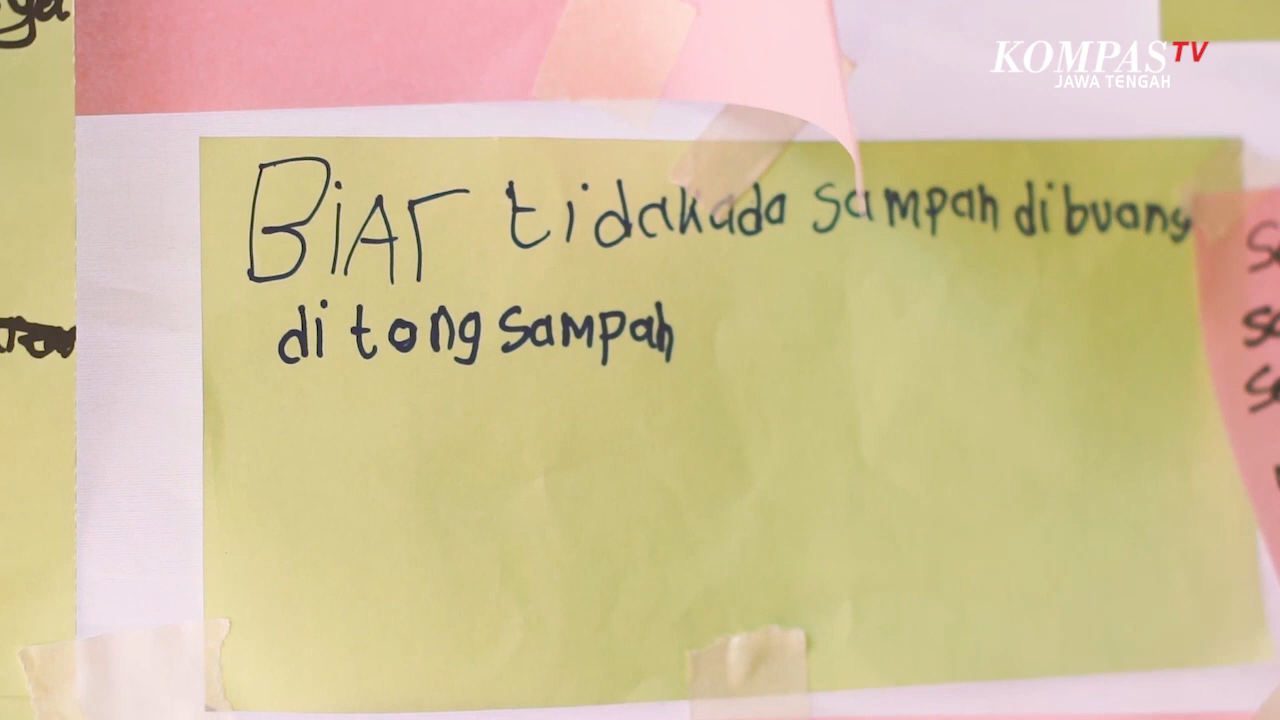 KOMPAS TV
JAWA TENGAH
BiAr tidakada sampah dibuang
di tong sampah